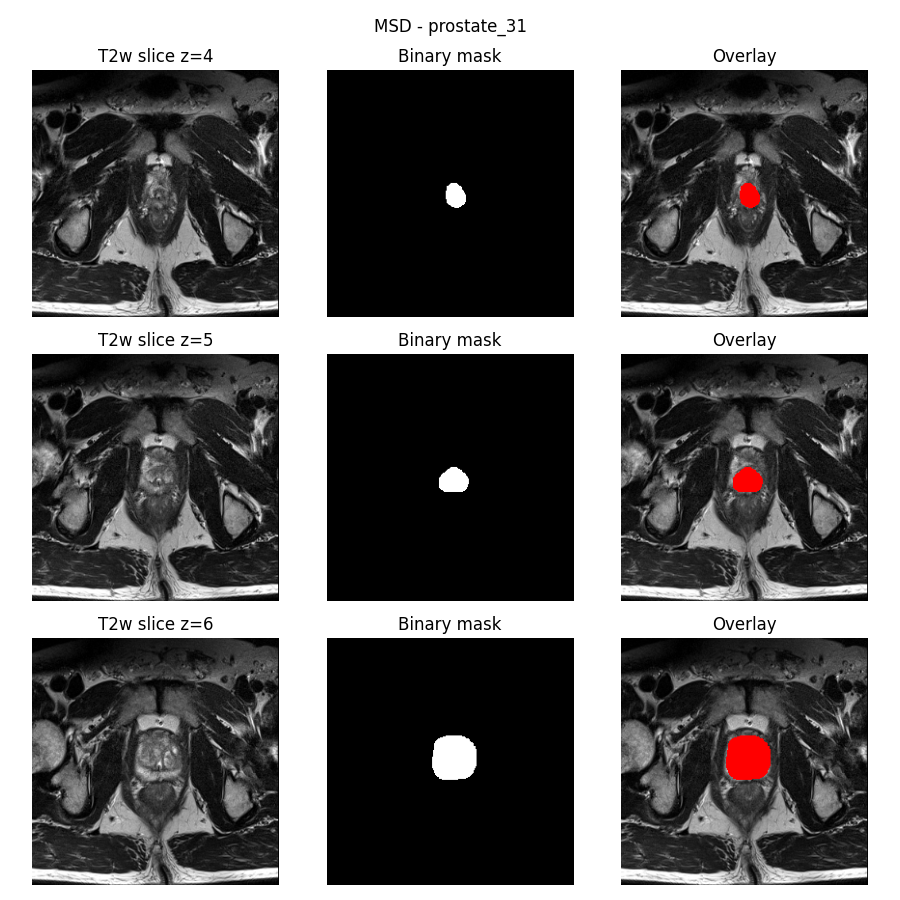 MSD - prostate_31
T2w slice z=4
Binary mask
Overlay
T2w slice z=5
Binary mask
Overlay
T2w slice z=6
Binary mask
Overlay